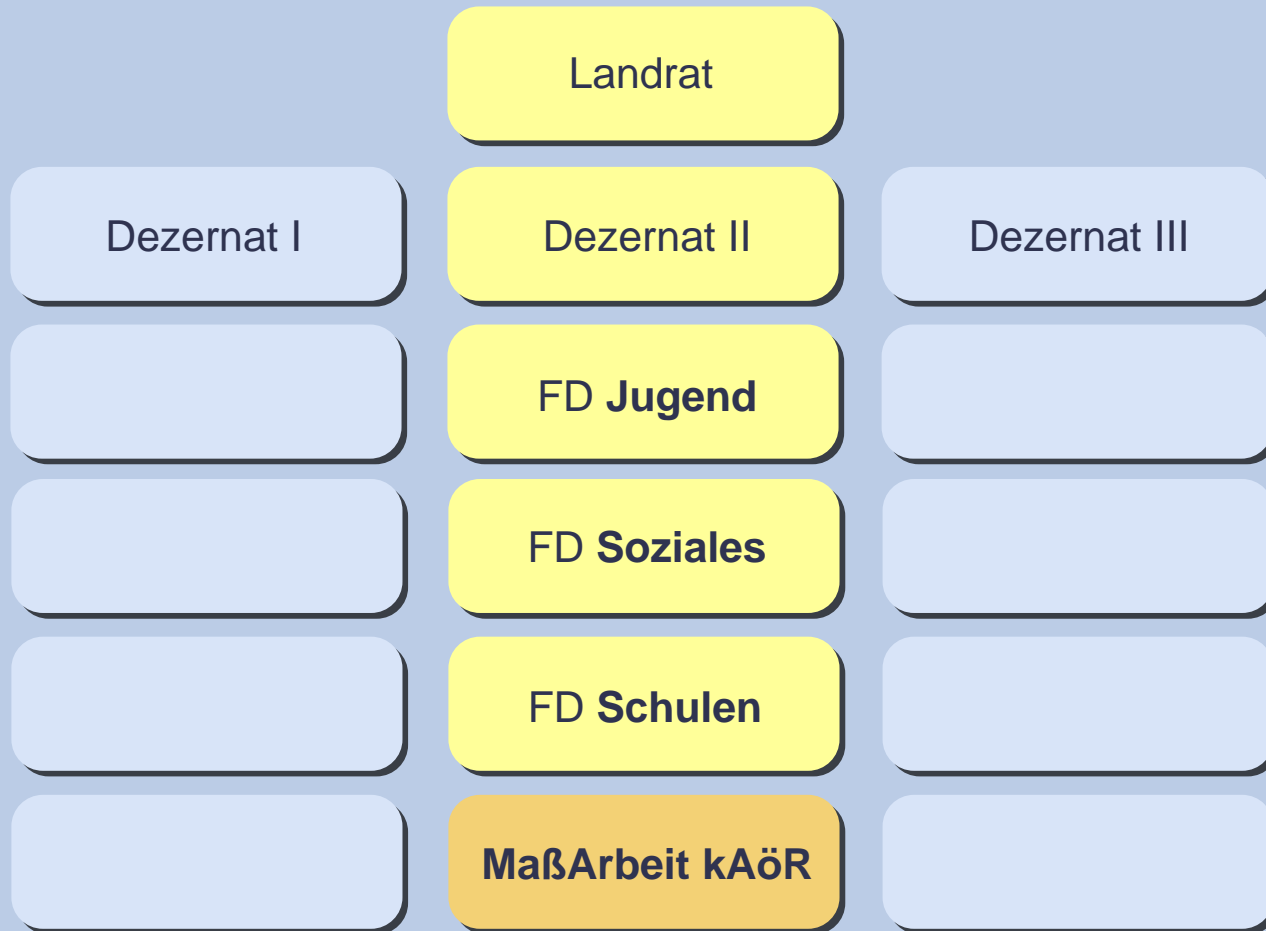 Landrat
Dezernat I
Dezernat II
Dezernat III
FD Jugend
FD Soziales
FD Schulen
MaßArbeit kAöR